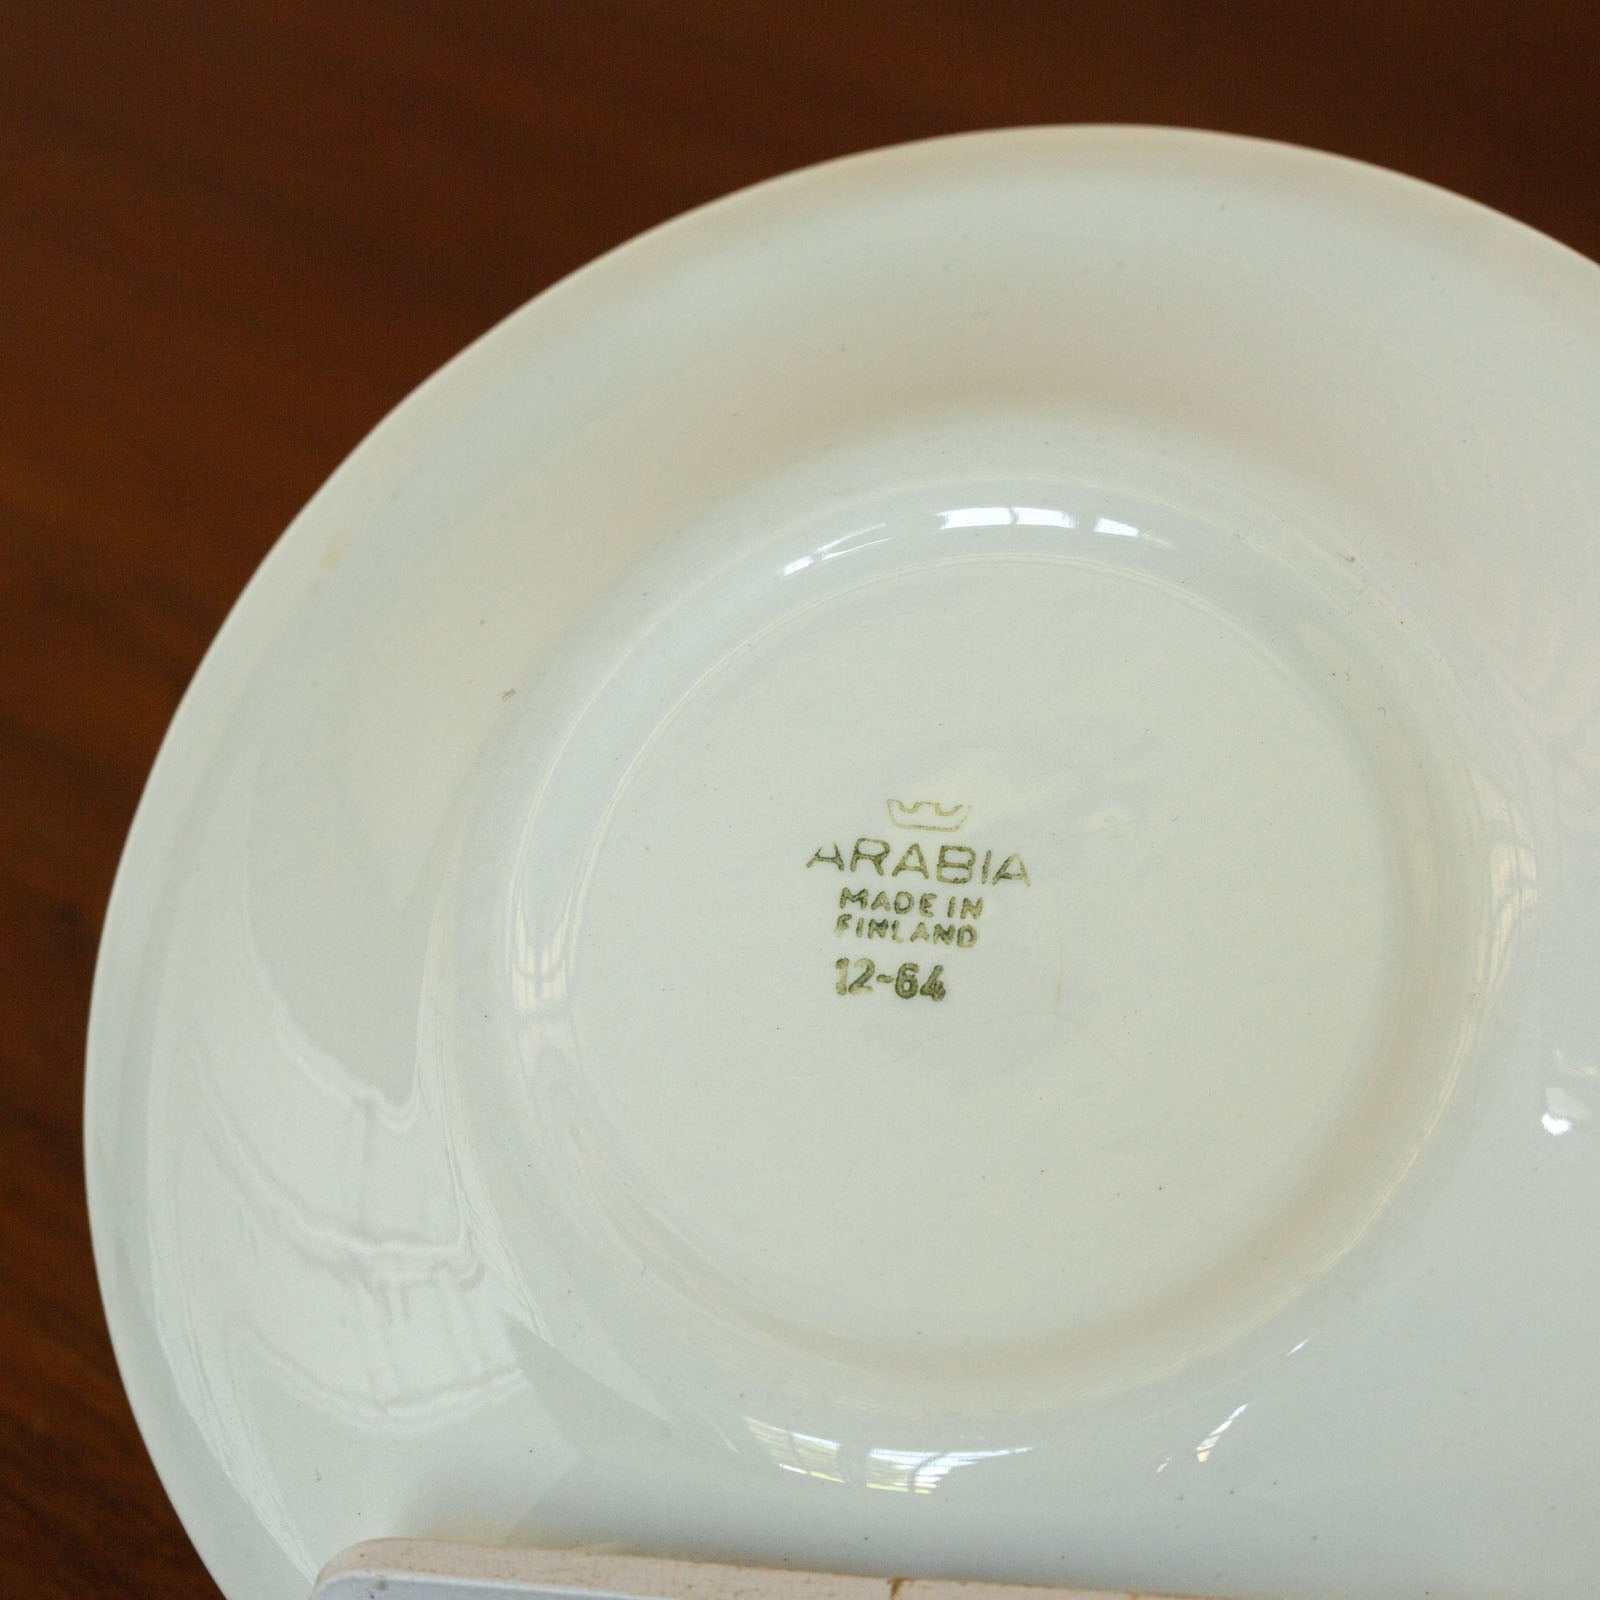 ARABIA
MADE IN
FINLAND
12-64